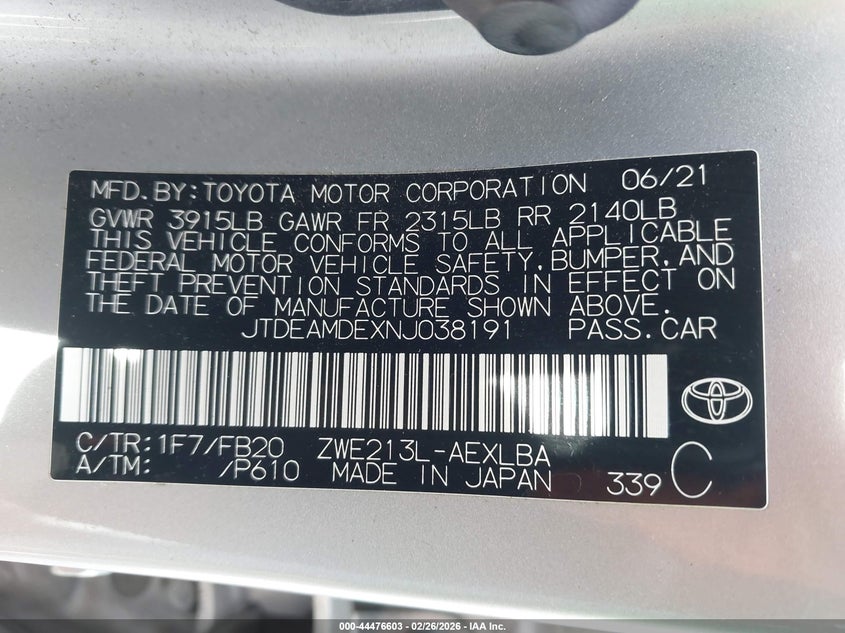 MFD.BY:TOYOTA MOTOR CORPORATION 06/21
GVWR 3915LB GAWR FR 2315LB RR 2140LB
THIS VEHICLE CONFORMS TO ALL APPLICABLE
FEDERAL MOTOR VEHICLE SAFETY,BUMPER,AND
THEFT PREVENTION STANDARDS IN EFFECT ON
THE DATE OF MANUFACTURE SHOWN ABOVE.
JTDEAMDEXNJ038191 PASS.CAR
C/TR:1F7/FB20 ZWE213L-AEXLBA
A/TM: /P610 MADE IN JAPAN 339 C
000-44476603 - 02/26/2026 - IAA Inc.